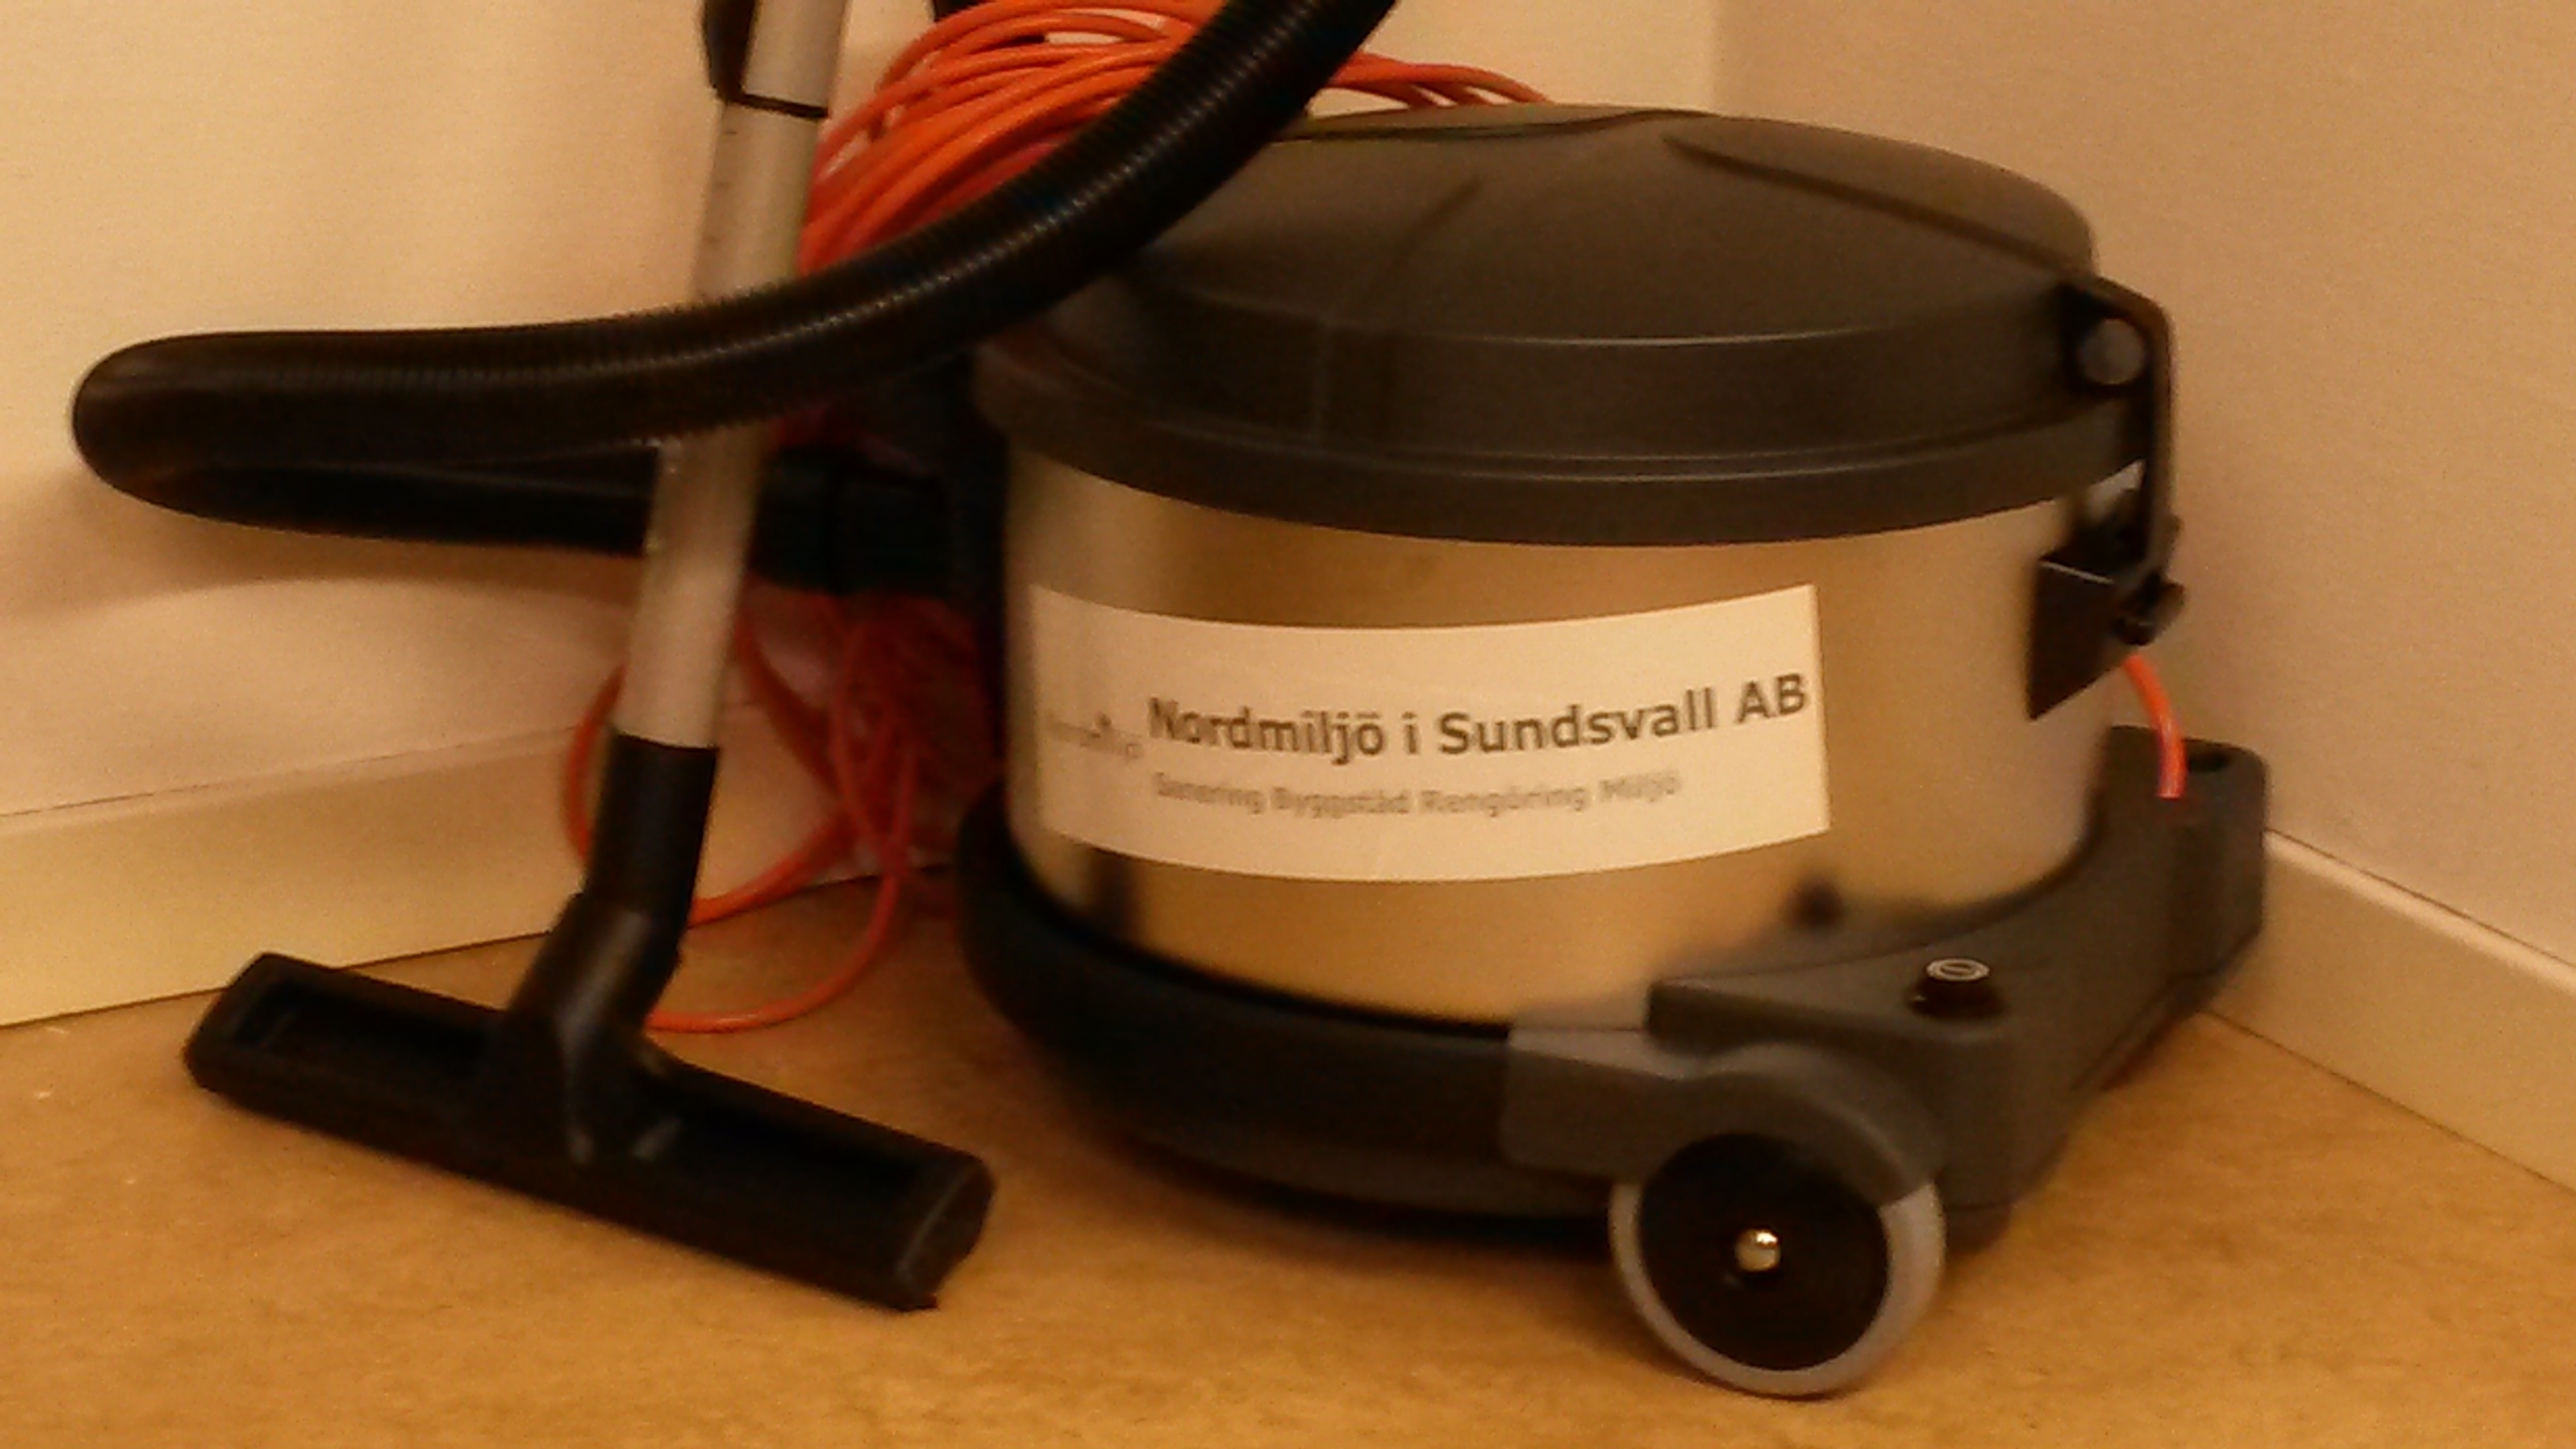 Nordmiljö i Sundsvall AB
Sanering Byggstäd Rengöring Miljö